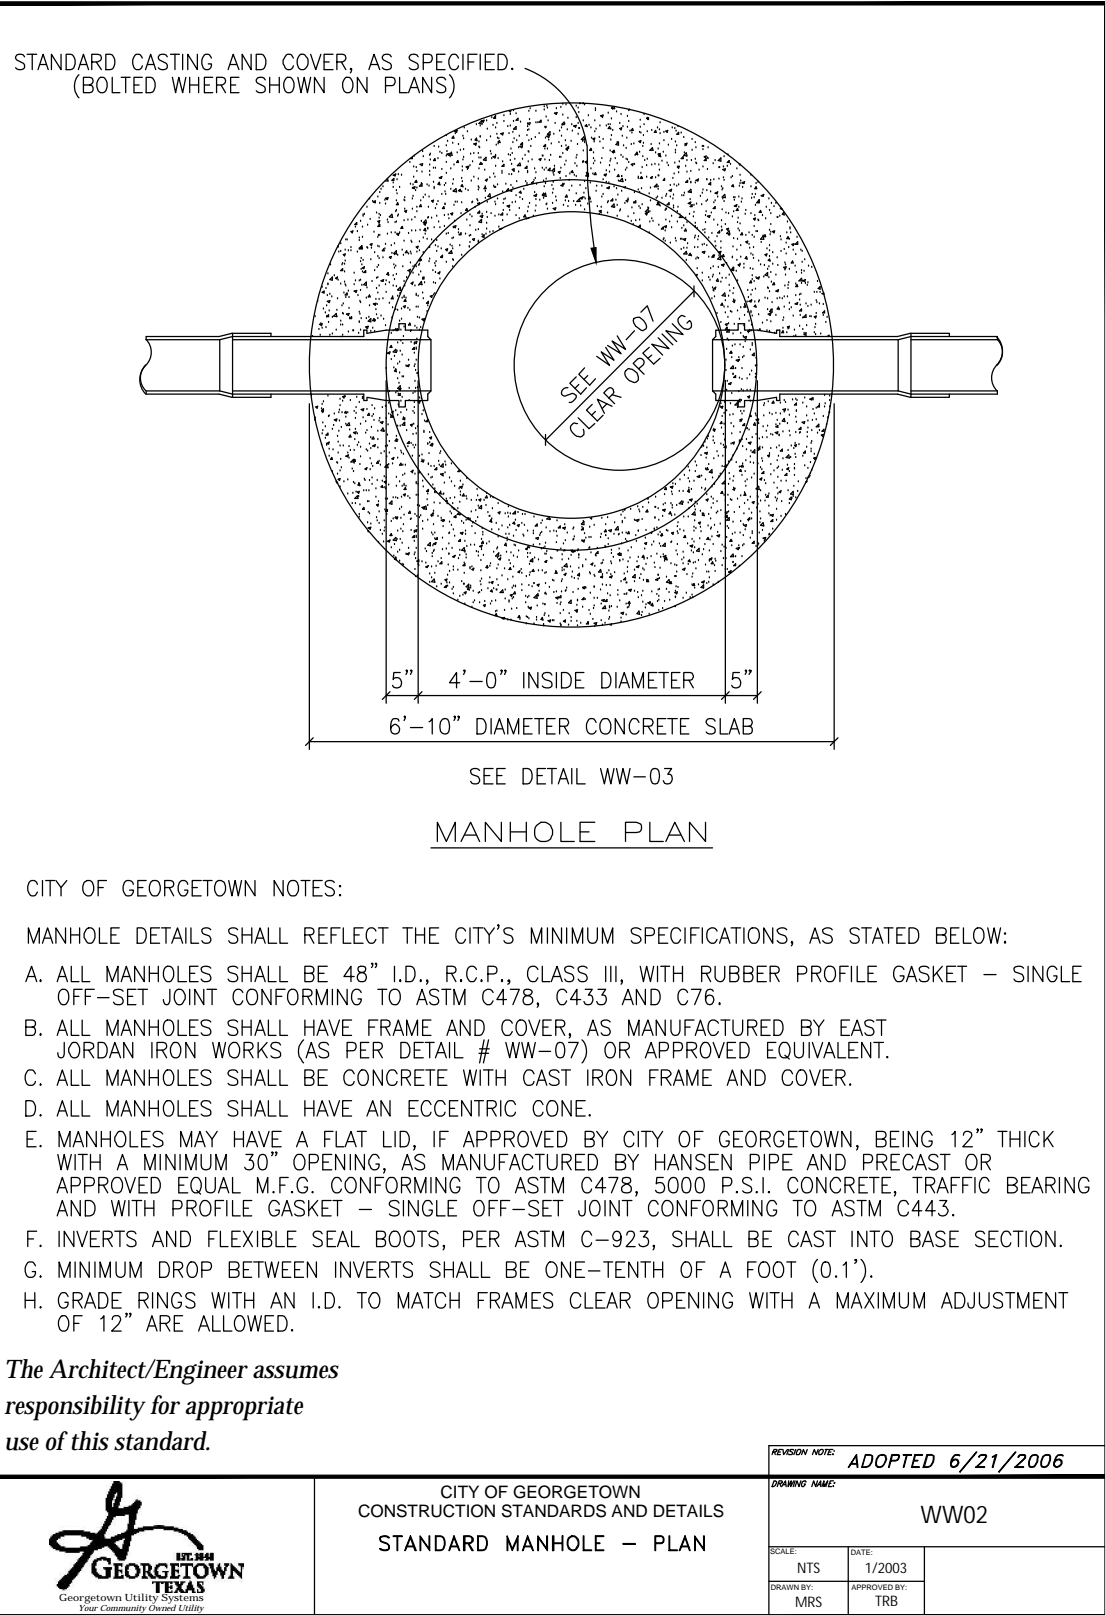 STANDARD CASTING AND COVER, AS SPECIFIED.
(BOLTED WHERE SHOWN ON PLANS)
SEE WW-07
CLEAR OPENING
5" 4'-0" INSIDE DIAMETER 5"
6'-10" DIAMETER CONCRETE SLAB
SEE DETAIL WW-03
MANHOLE PLAN
CITY OF GEORGETOWN NOTES:
MANHOLE DETAILS SHALL REFLECT THE CITY'S MINIMUM SPECIFICATIONS, AS STATED BELOW:
A. ALL MANHOLES SHALL BE 48" I.D., R.C.P., CLASS III, WITH RUBBER PROFILE GASKET – SINGLE
OFF-SET JOINT CONFORMING TO ASTM C478, C433 AND C76.
B. ALL MANHOLES SHALL HAVE FRAME AND COVER, AS MANUFACTURED BY EAST
JORDAN IRON WORKS (AS PER DETAIL # WW-07) OR APPROVED EQUIVALENT.
C. ALL MANHOLES SHALL BE CONCRETE WITH CAST IRON FRAME AND COVER.
D. ALL MANHOLES SHALL HAVE AN ECCENTRIC CONE.
E. MANHOLES MAY HAVE A FLAT LID, IF APPROVED BY CITY OF GEORGETOWN, BEING 12" THICK
WITH A MINIMUM 30" OPENING, AS MANUFACTURED BY HANSEN PIPE AND PRECAST OR
APPROVED EQUAL M.F.G. CONFORMING TO ASTM C478, 5000 P.S.I. CONCRETE, TRAFFIC BEARING
AND WITH PROFILE GASKET – SINGLE OFF-SET JOINT CONFORMING TO ASTM C443.
F. INVERTS AND FLEXIBLE SEAL BOOTS, PER ASTM C-923, SHALL BE CAST INTO BASE SECTION.
G. MINIMUM DROP BETWEEN INVERTS SHALL BE ONE-TENTH OF A FOOT (0.1').
H. GRADE RINGS WITH AN I.D. TO MATCH FRAMES CLEAR OPENING WITH A MAXIMUM ADJUSTMENT
OF 12" ARE ALLOWED.
The Architect/Engineer assumes
responsibility for appropriate
use of this standard.
REVISION NOTE: ADOPTED 6/21/2006
EST. 1848
GEORGETOWN
TEXAS
Georgetown Utility Systems
Your Community Owned Utility
CITY OF GEORGETOWN
CONSTRUCTION STANDARDS AND DETAILS
STANDARD MANHOLE – PLAN
DRAWING NAME:
WW02
SCALE: NTS
DATE: 1/2003
DRAWN BY: MRS
APPROVED BY: TRB